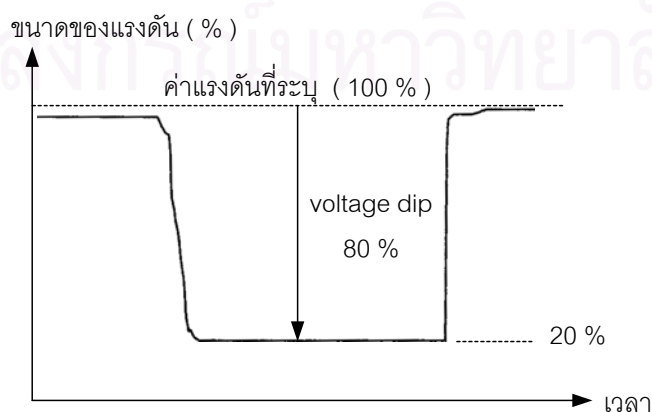 ขนาดของแรงดัน ( % )
ค่าแรงดันที่ระบุ ( 100 % )
voltage dip
80 %
20 %
เวลา